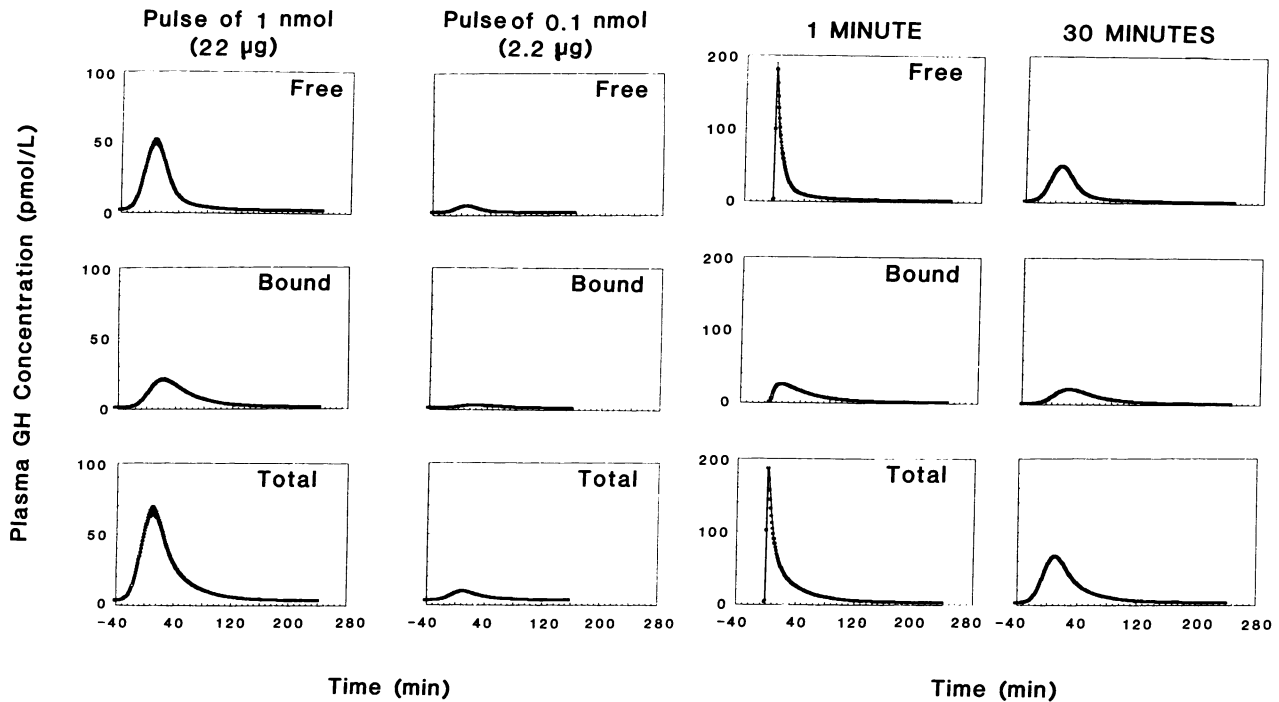 Pulse of 1 nmol
(22 µg)
Pulse of 0.1 nmol
(2.2 µg)
1 MINUTE
30 MINUTES
Plasma GH Concentration (pmol/L)
100
50
0
Free
Free
200
100
0
Free
100
50
0
Bound
Bound
200
100
0
Bound
100
50
0
Total
Total
200
100
0
Total
-40 40 120 200 280
-40 40 120 200 280
-40 40 120 200 280
-40 40 120 200 280
Time (min)
Time (min)